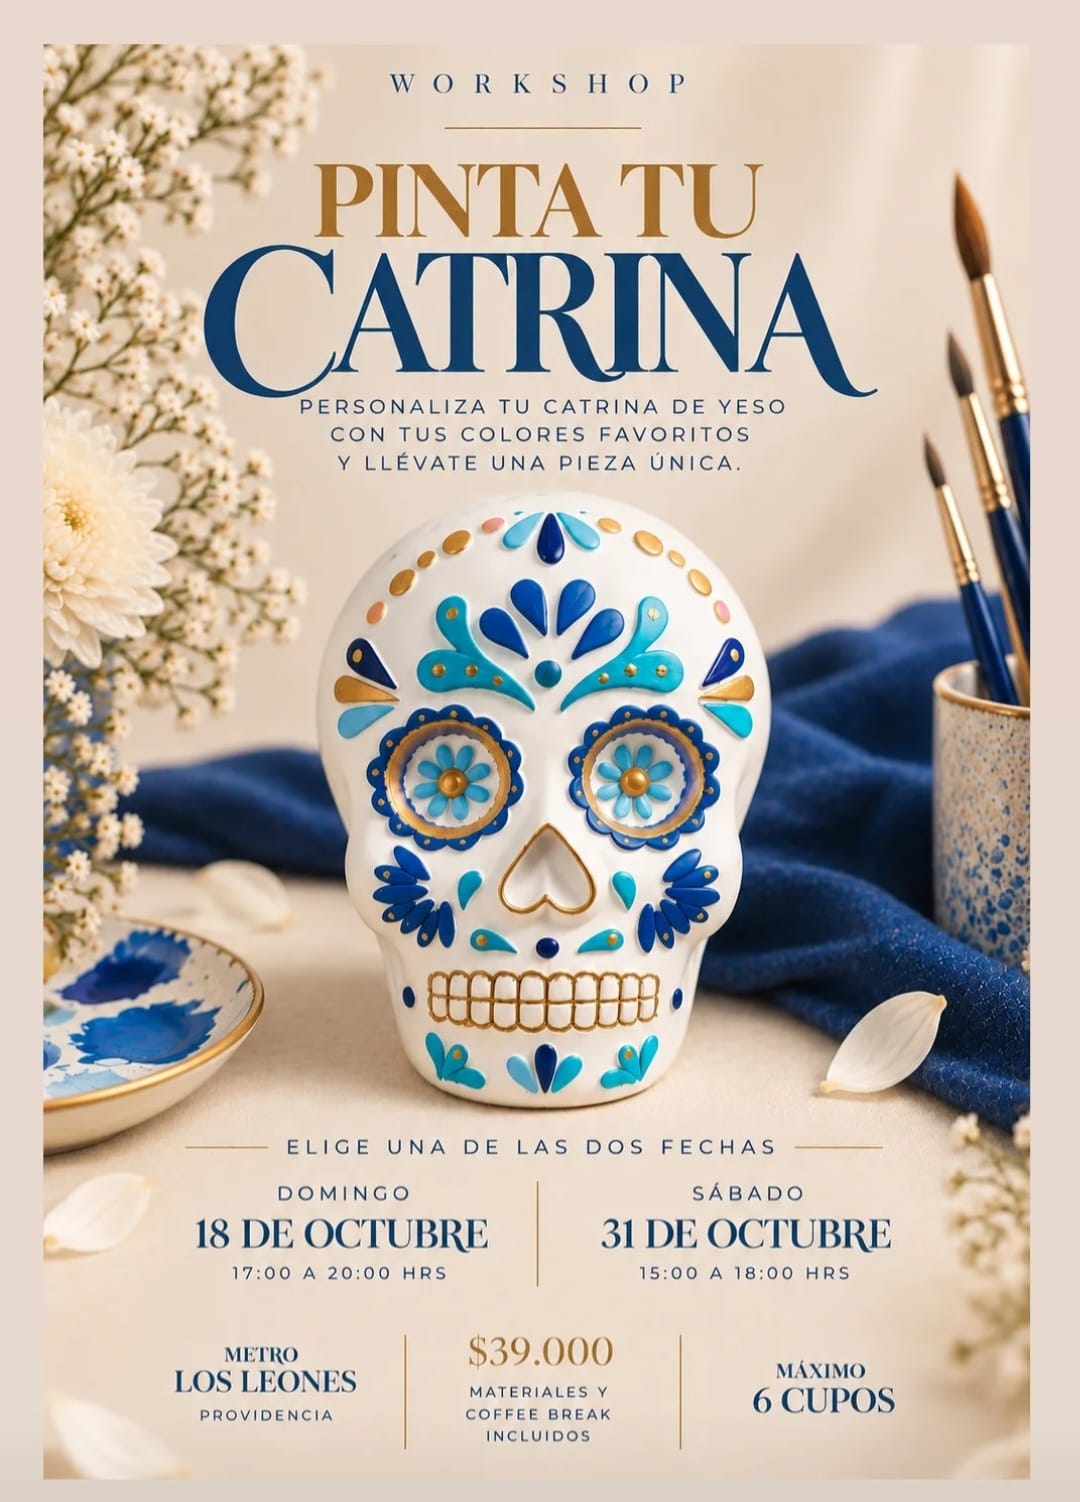 WORKSHOP
PINTA TU
CATRINA
PERSONALIZA TU CATRINA DE YESO
CON TUS COLORES FAVORITOS
Y LLÉVATE UNA PIEZA ÚNICA.
ELIGE UNA DE LAS DOS FECHAS
DOMINGO
18 DE OCTUBRE
17:00 A 20:00 HRS
SÁBADO
31 DE OCTUBRE
15:00 A 18:00 HRS
METRO
LOS LEONES
PROVIDENCIA
$39.000
MATERIALES Y
COFFEE BREAK
INCLUIDOS
MÁXIMO
6 CUPOS